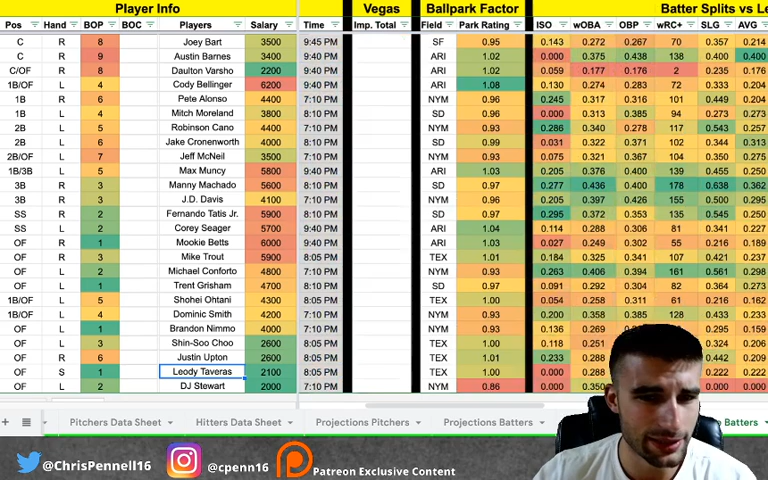 Player Info Vegas Ballpark Factor Batter Splits vs Le
Pos Hand BOP BOC Players Salary Time Imp. Total Field Park Rating ISO wOBA OBP wRC+ SLG AVG
C R 8 Joey Bart 3500 9:45 PM SF 0.95 0.143 0.272 0.267 70 0.357 0.214
C R 9 Austin Barnes 3400 9:40 PM ARI 1.02 0.000 0.375 0.438 138 0.400 0.400
C/OF R 8 Daulton Varsho 2200 9:40 PM ARI 1.02 0.059 0.177 0.176 2 0.235 0.176
1B/OF L 4 Cody Bellinger 6200 9:40 PM ARI 1.08 0.130 0.274 0.283 72 0.333 0.204
1B R 6 Pete Alonso 4400 7:10 PM NYM 0.96 0.245 0.317 0.316 101 0.449 0.204
1B L 4 Mitch Moreland 3800 8:10 PM SD 0.96 0.000 0.313 0.385 94 0.273 0.273
2B L 5 Robinson Cano 4400 7:10 PM NYM 0.93 0.286 0.340 0.278 117 0.543 0.257
2B L 6 Jake Cronenworth 4000 8:10 PM SD 0.99 0.031 0.322 0.371 102 0.344 0.313
2B/OF L 7 Jeff McNeil 3500 7:10 PM NYM 0.93 0.075 0.321 0.367 104 0.350 0.275
1B/3B L 5 Max Muncy 5800 9:40 PM ARI 1.03 0.205 0.376 0.400 139 0.455 0.250
3B R 3 Manny Machado 5600 8:10 PM SD 0.97 0.277 0.436 0.400 178 0.638 0.362
3B R 3 J.D. Davis 4100 7:10 PM NYM 0.96 0.205 0.397 0.426 155 0.500 0.295
SS R 2 Fernando Tatis Jr. 5900 8:10 PM SD 0.97 0.295 0.372 0.353 135 0.545 0.250
SS L 2 Corey Seager 5700 9:40 PM ARI 1.04 0.114 0.288 0.306 81 0.341 0.227
OF R 1 Mookie Betts 6000 9:40 PM ARI 1.03 0.027 0.249 0.302 55 0.216 0.189
OF R 3 Mike Trout 5900 8:05 PM TEX 1.01 0.184 0.325 0.341 107 0.421 0.237
OF L 2 Michael Conforto 4800 7:10 PM NYM 0.93 0.263 0.406 0.394 161 0.561 0.298
OF L 1 Trent Grisham 4700 8:10 PM SD 0.97 0.091 0.292 0.304 82 0.364 0.273
1B/OF L 5 Shohei Ohtani 4300 8:05 PM TEX 1.00 0.054 0.258 0.311 61 0.216 0.162
1B/OF L 4 Dominic Smith 4200 7:10 PM NYM 0.93 0.200 0.358 0.385 128 0.433 0.233
OF L 1 Brandon Nimmo 4000 7:10 PM NYM 0.93 0.136 0.269 0.295 0.159
OF L 3 Shin-Soo Choo 2600 8:05 PM TEX 1.00 0.118 0.251 0.235
OF R 6 Justin Upton 2600 8:05 PM TEX 1.01 0.233 0.288 0.442 0.209
OF S 1 Leody Taveras 2100 8:05 PM TEX 1.00 0.000 0.288 0.222 0.222
OF L 2 DJ Stewart 2000 7:10 PM NYM 0.86 0.000 0.350 0.000 0.000
+ Pitchers Data Sheet Hitters Data Sheet Projections Pitchers Projections Batters Batters
@ChrisPennell16 @cpenn16 Patreon Exclusive Content